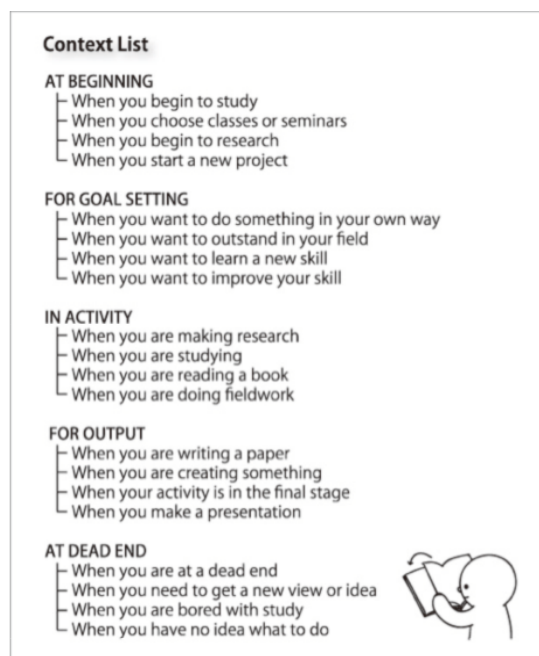 Context List
AT BEGINNING
When you begin to study
When you choose classes or seminars
When you begin to research
When you start a new project
FOR GOAL SETTING
When you want to do something in your own way
When you want to outstand in your field
When you want to learn a new skill
When you want to improve your skill
IN ACTIVITY
When you are making research
When you are studying
When you are reading a book
When you are doing fieldwork
FOR OUTPUT
When you are writing a paper
When you are creating something
When your activity is in the final stage
When you make a presentation
AT DEAD END
When you are at a dead end
When you need to get a new view or idea
When you are bored with study
When you have no idea what to do